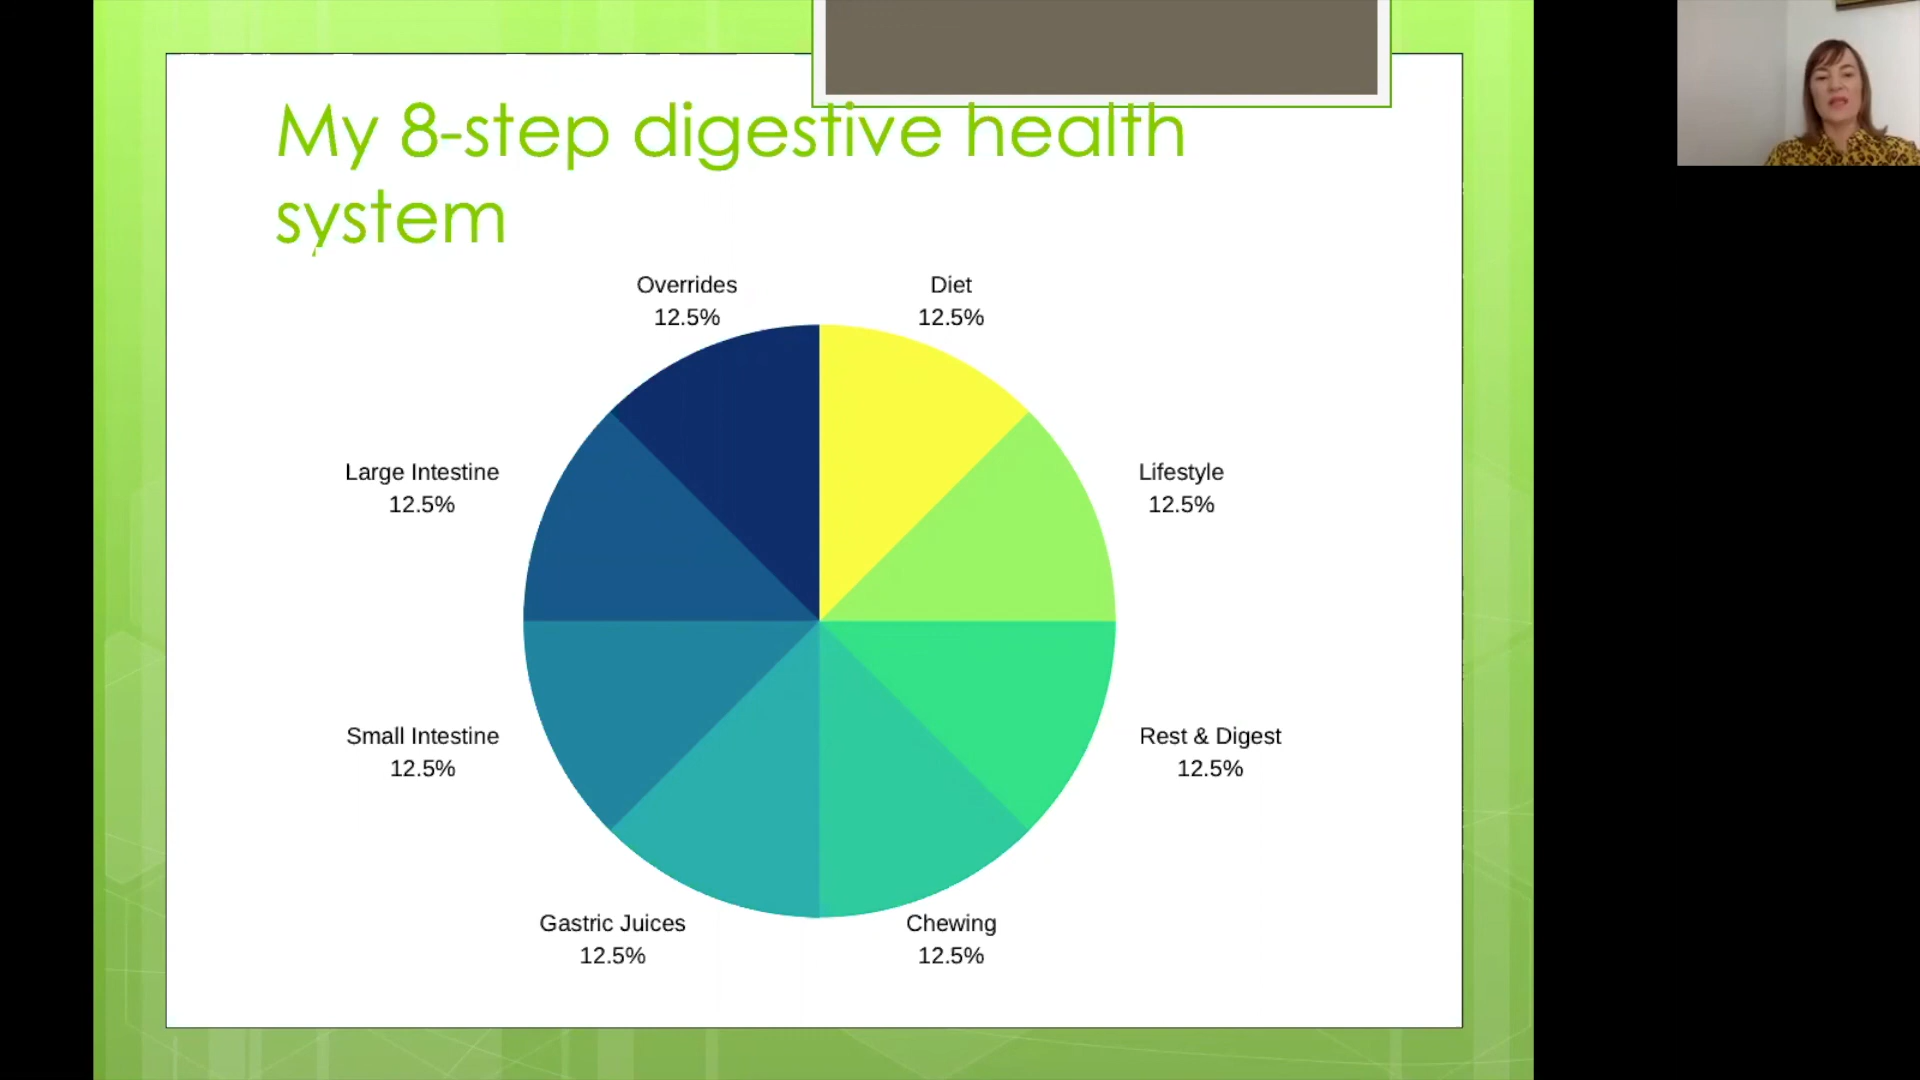 My 8-step digestive health
system
Overrides
12.5%
Diet
12.5%
Large Intestine
12.5%
Lifestyle
12.5%
Small Intestine
12.5%
Rest & Digest
12.5%
Gastric Juices
12.5%
Chewing
12.5%